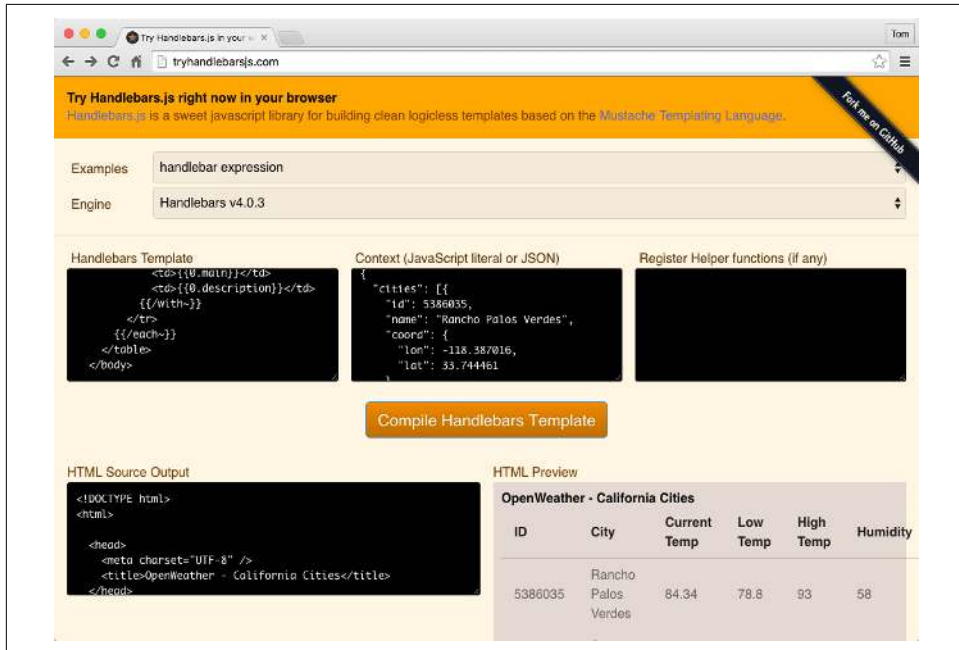 Try Handlebars.js in your
Tom
tryhandlebarsjs.com
Try Handlebars.js right now in your browser
Handlebars.js is a sweet javascript library for building clean logicless templates based on the Mustache Templating Language.
Fork me on GitHub
Examples
handlebar expression
Engine
Handlebars v4.0.3
Handlebars Template
<td>{{0.main}}</td>
<td>{{0.description}}</td>
{{/with~}}
</tr>
{{/each~}}
</table>
</body>
Context (JavaScript literal or JSON)
{
"cities": [{
"id": 5386035,
"name": "Rancho Palos Verdes",
"coord": {
"lon": -118.387016,
"lat": 33.744461
}
Register Helper functions (if any)
Compile Handlebars Template
HTML Source Output
<!DOCTYPE html>
<html>
<head>
<meta charset="UTF-8" />
<title>OpenWeather - California Cities</title>
</head>
HTML Preview
OpenWeather - California Cities
ID City Current Temp Low Temp High Temp Humidity
5386035 Rancho Palos Verdes 84.34 78.8 93 58